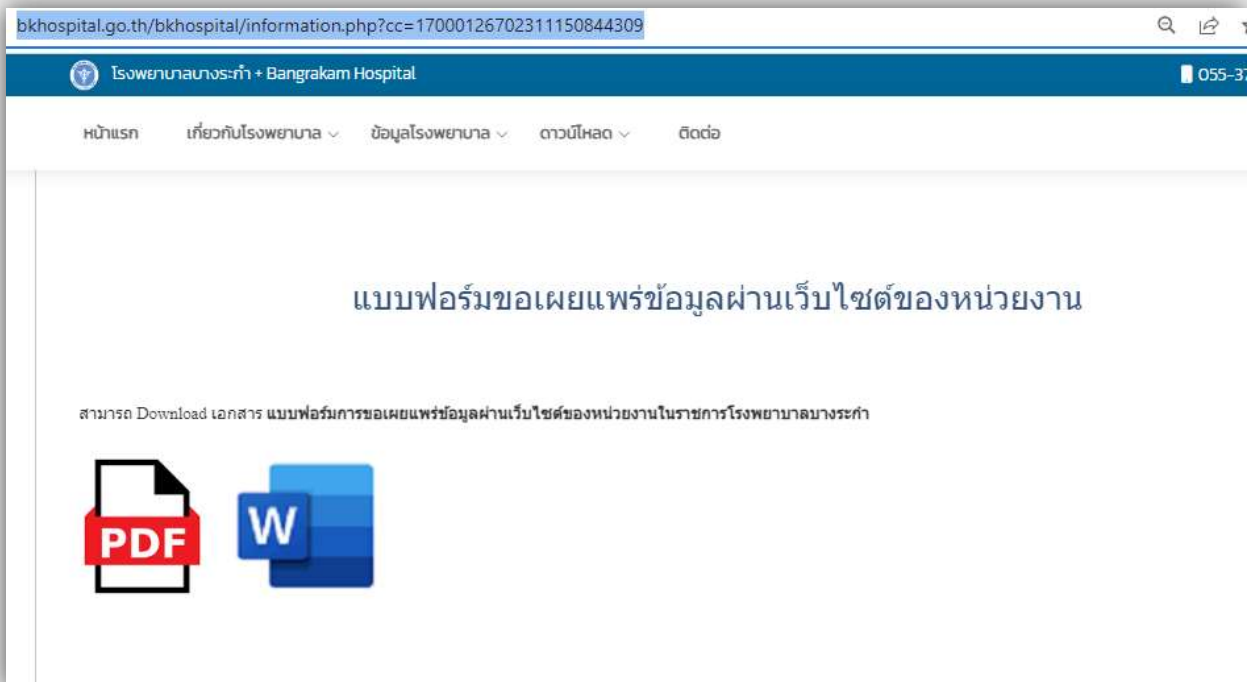 bkhospital.go.th/bkhospital/information.php?cc=17000126702311150844309
โรงพยาบาลบางระกำ + Bangrakam Hospital 055-37
หน้าแรก เกี่ยวกับโรงพยาบาล ข้อมูลโรงพยาบาล ดาวน์โหลด ติดต่อ
แบบฟอร์มขอเผยแพร่ข้อมูลผ่านเว็บไซต์ของหน่วยงาน
สามารถ Download เอกสาร แบบฟอร์มการขอเผยแพร่ข้อมูลผ่านเว็บไซต์ของหน่วยงานในราชการโรงพยาบาลบางระกำ
PDF W